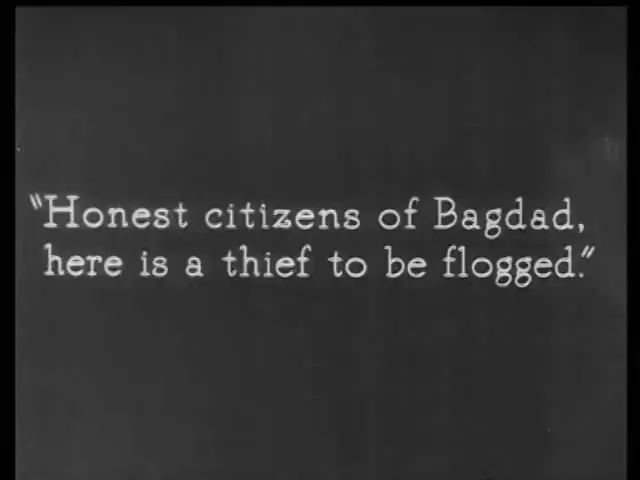 "Honest citizens of Bagdad,
here is a thief to be flogged."